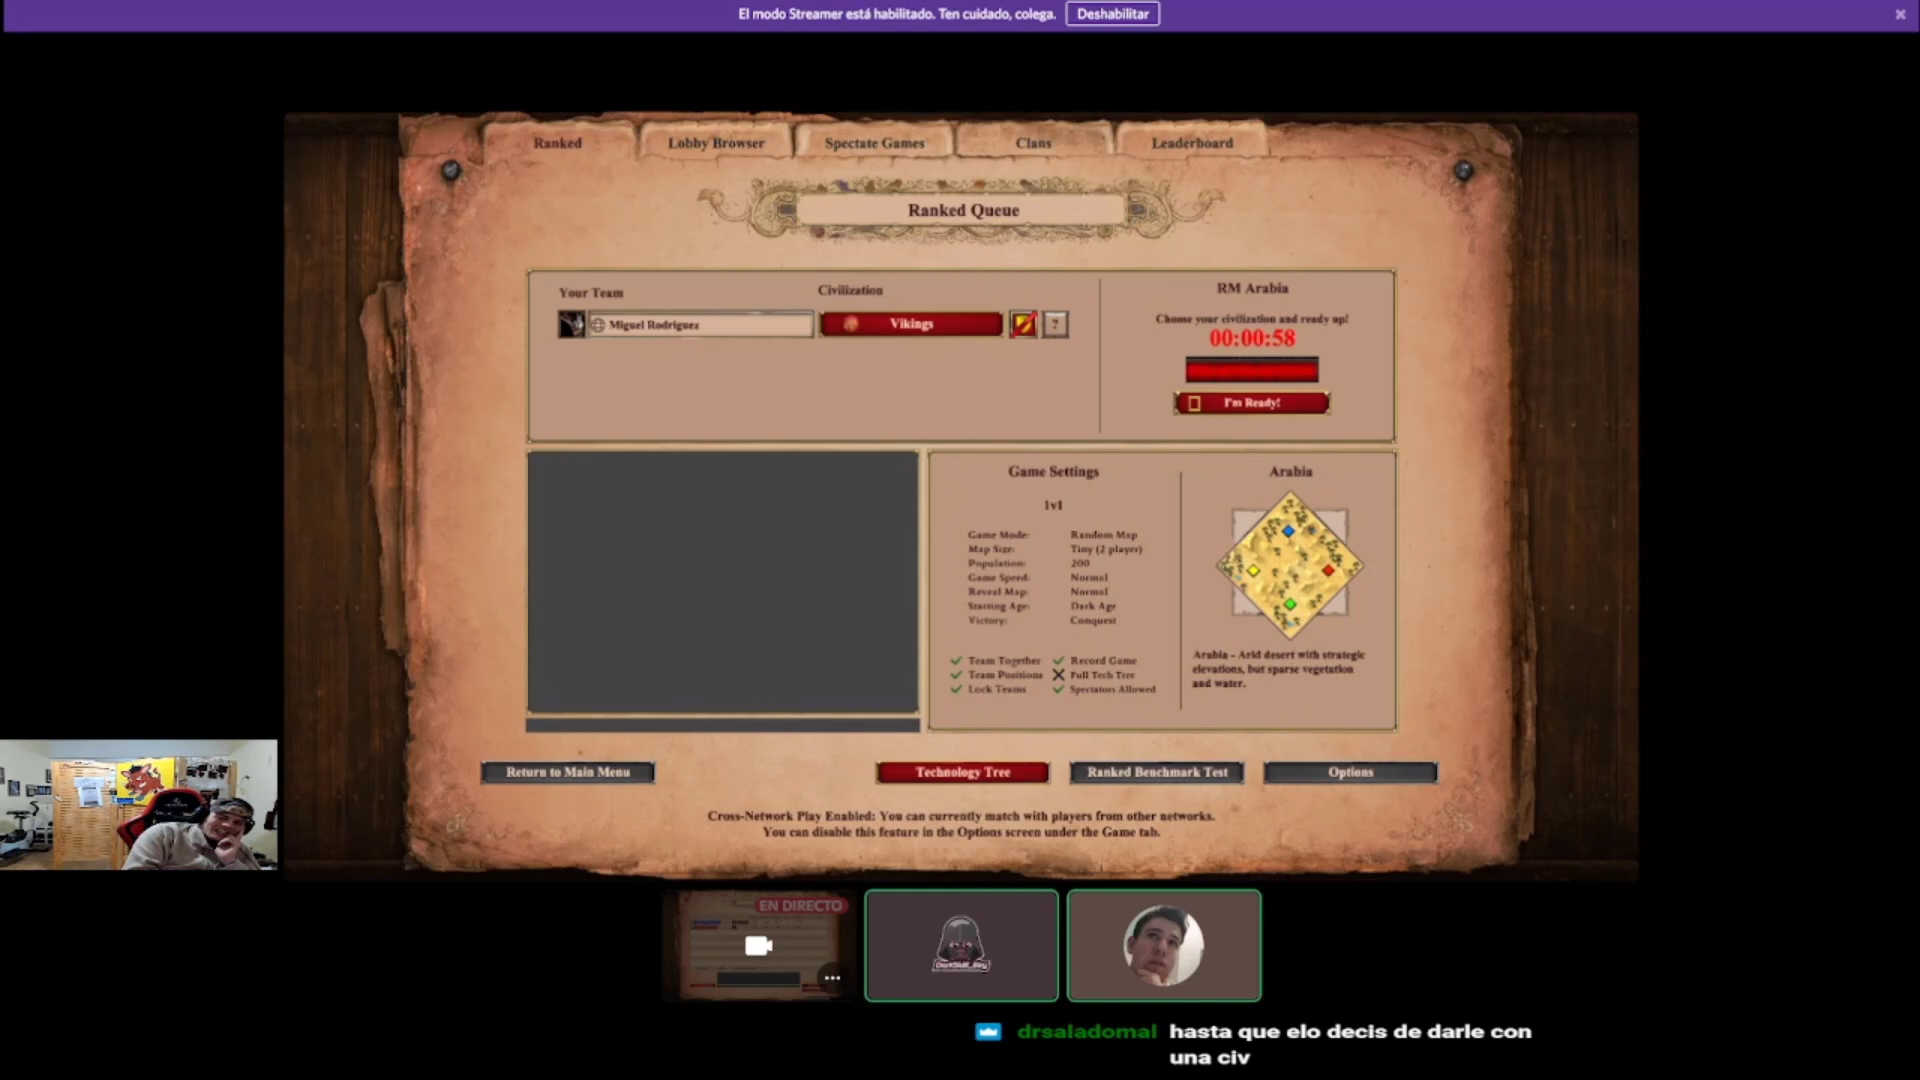 El modo Streamer está habilitado. Ten cuidado, colega.
Deshabilitar
Ranked
Lobby Browser
Spectate Games
Clans
Leaderboard
Ranked Queue
Your Team
Civilization
Miguel Rodriguez
Vikings
?
RM Arabia
Choose your civilization and ready up!
00:00:58
I'm Ready!
Game Settings
1v1
Game Mode: Random Map
Map Size: Tiny (2 player)
Population: 200
Game Speed: Normal
Reveal Map: Normal
Starting Age: Dark Age
Victory: Conquest
Team Together
Record Game
Team Positions
Full Tech Tree
Lock Teams
Spectators Allowed
Arabia
Arabia - Arid desert with strategic
elevations, but sparse vegetation
and water.
Return to Main Menu
Technology Tree
Ranked Benchmark Test
Options
Cross-Network Play Enabled: You can currently match with players from other networks.
You can disable this feature in the Options screen under the Game tab.
EN DIRECTO
drsaladomal hasta que elo decis de darle con
una civ